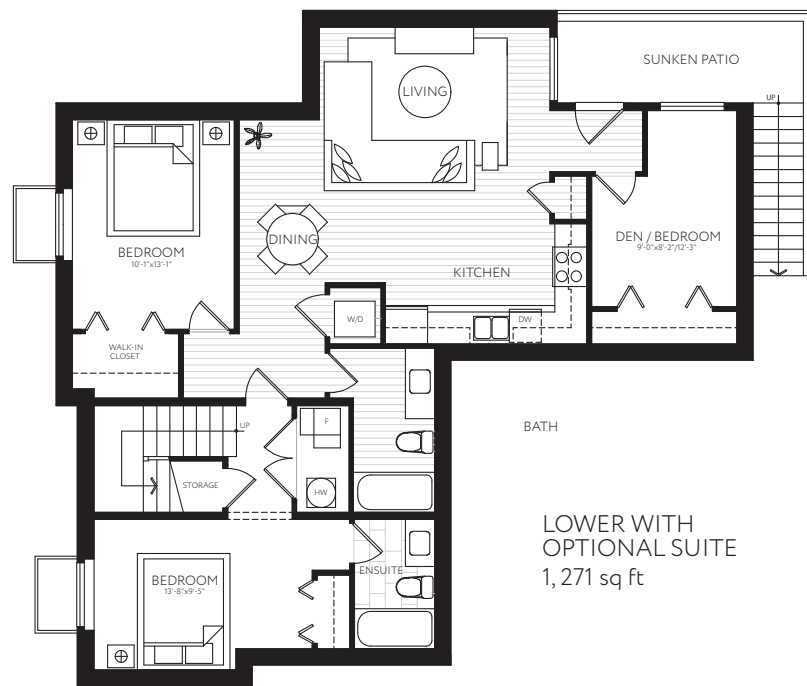 SUNKEN PATIO
LIVING
UP
BEDROOM
10'-1"x13'-1"
DINING
DEN / BEDROOM
9'-0"x8'-2"/12'-3"
KITCHEN
W/D
DW
WALK-IN
CLOSET
UP
F
BATH
STORAGE
HW
LOWER WITH
OPTIONAL SUITE
1, 271 sq ft
ENSUITE
BEDROOM
13'-8"x9'-5"